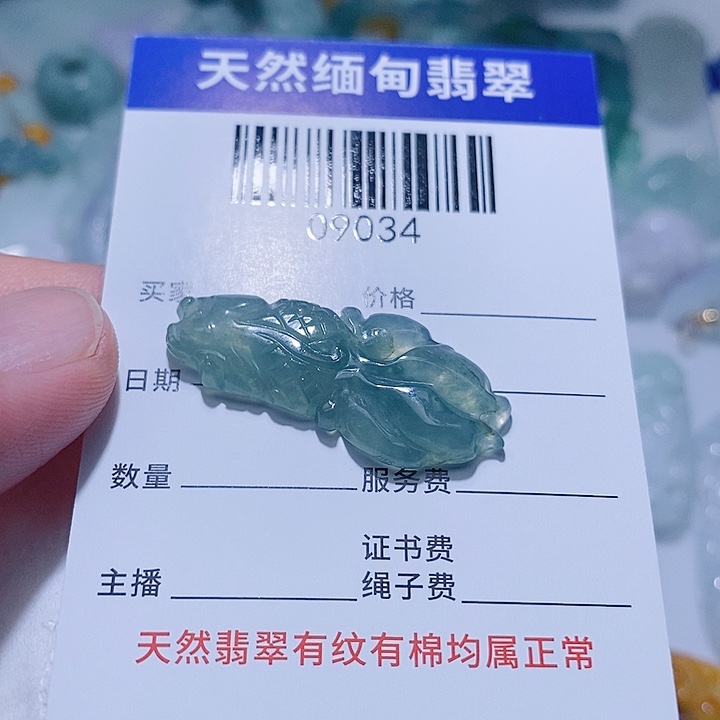 天然缅甸翡翠
09034
买家 价格
日期
数量 服务费
证书费
主播 绳子费
天然翡翠有纹有棉均属正常